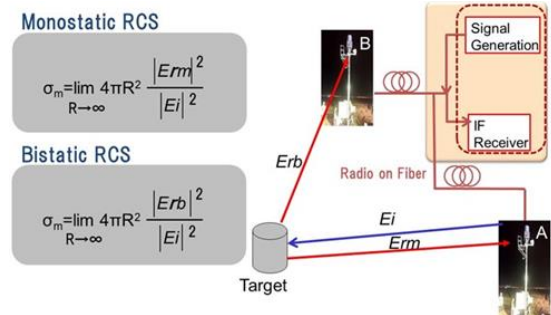 Monostatic RCS
σm=lim 4πR² |Erm|² / |Ei|²
R→∞
Bistatic RCS
σm=lim 4πR² |Erb|² / |Ei|²
R→∞
B
Signal
Generation
IF
Receiver
Radio on Fiber
Erb
Ei
Erm
A
Target